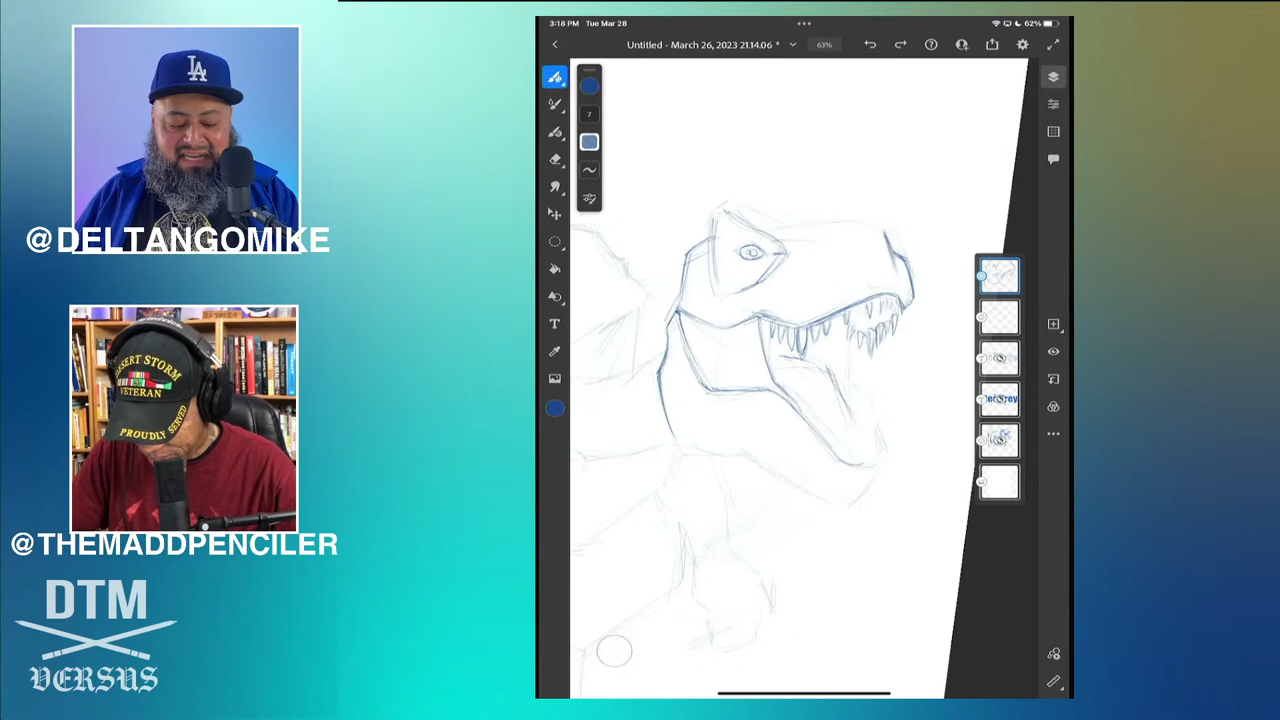 3:18 PM Tue Mar 28
62%
Untitled - March 26, 2023 21.14.06 *
63%
7
T
LA
@DELTANGOMIKE
DESERT STORM
VETERAN
PROUDLY SERVED
@THEMADDPENCILER
DTM
VERSUS